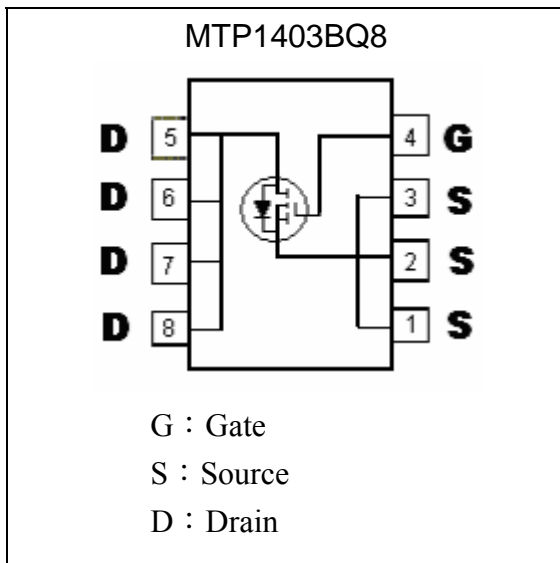 MTP1403BQ8
D 5 4 G
D 6 3 S
D 7 2 S
D 8 1 S
G：Gate
S：Source
D：Drain